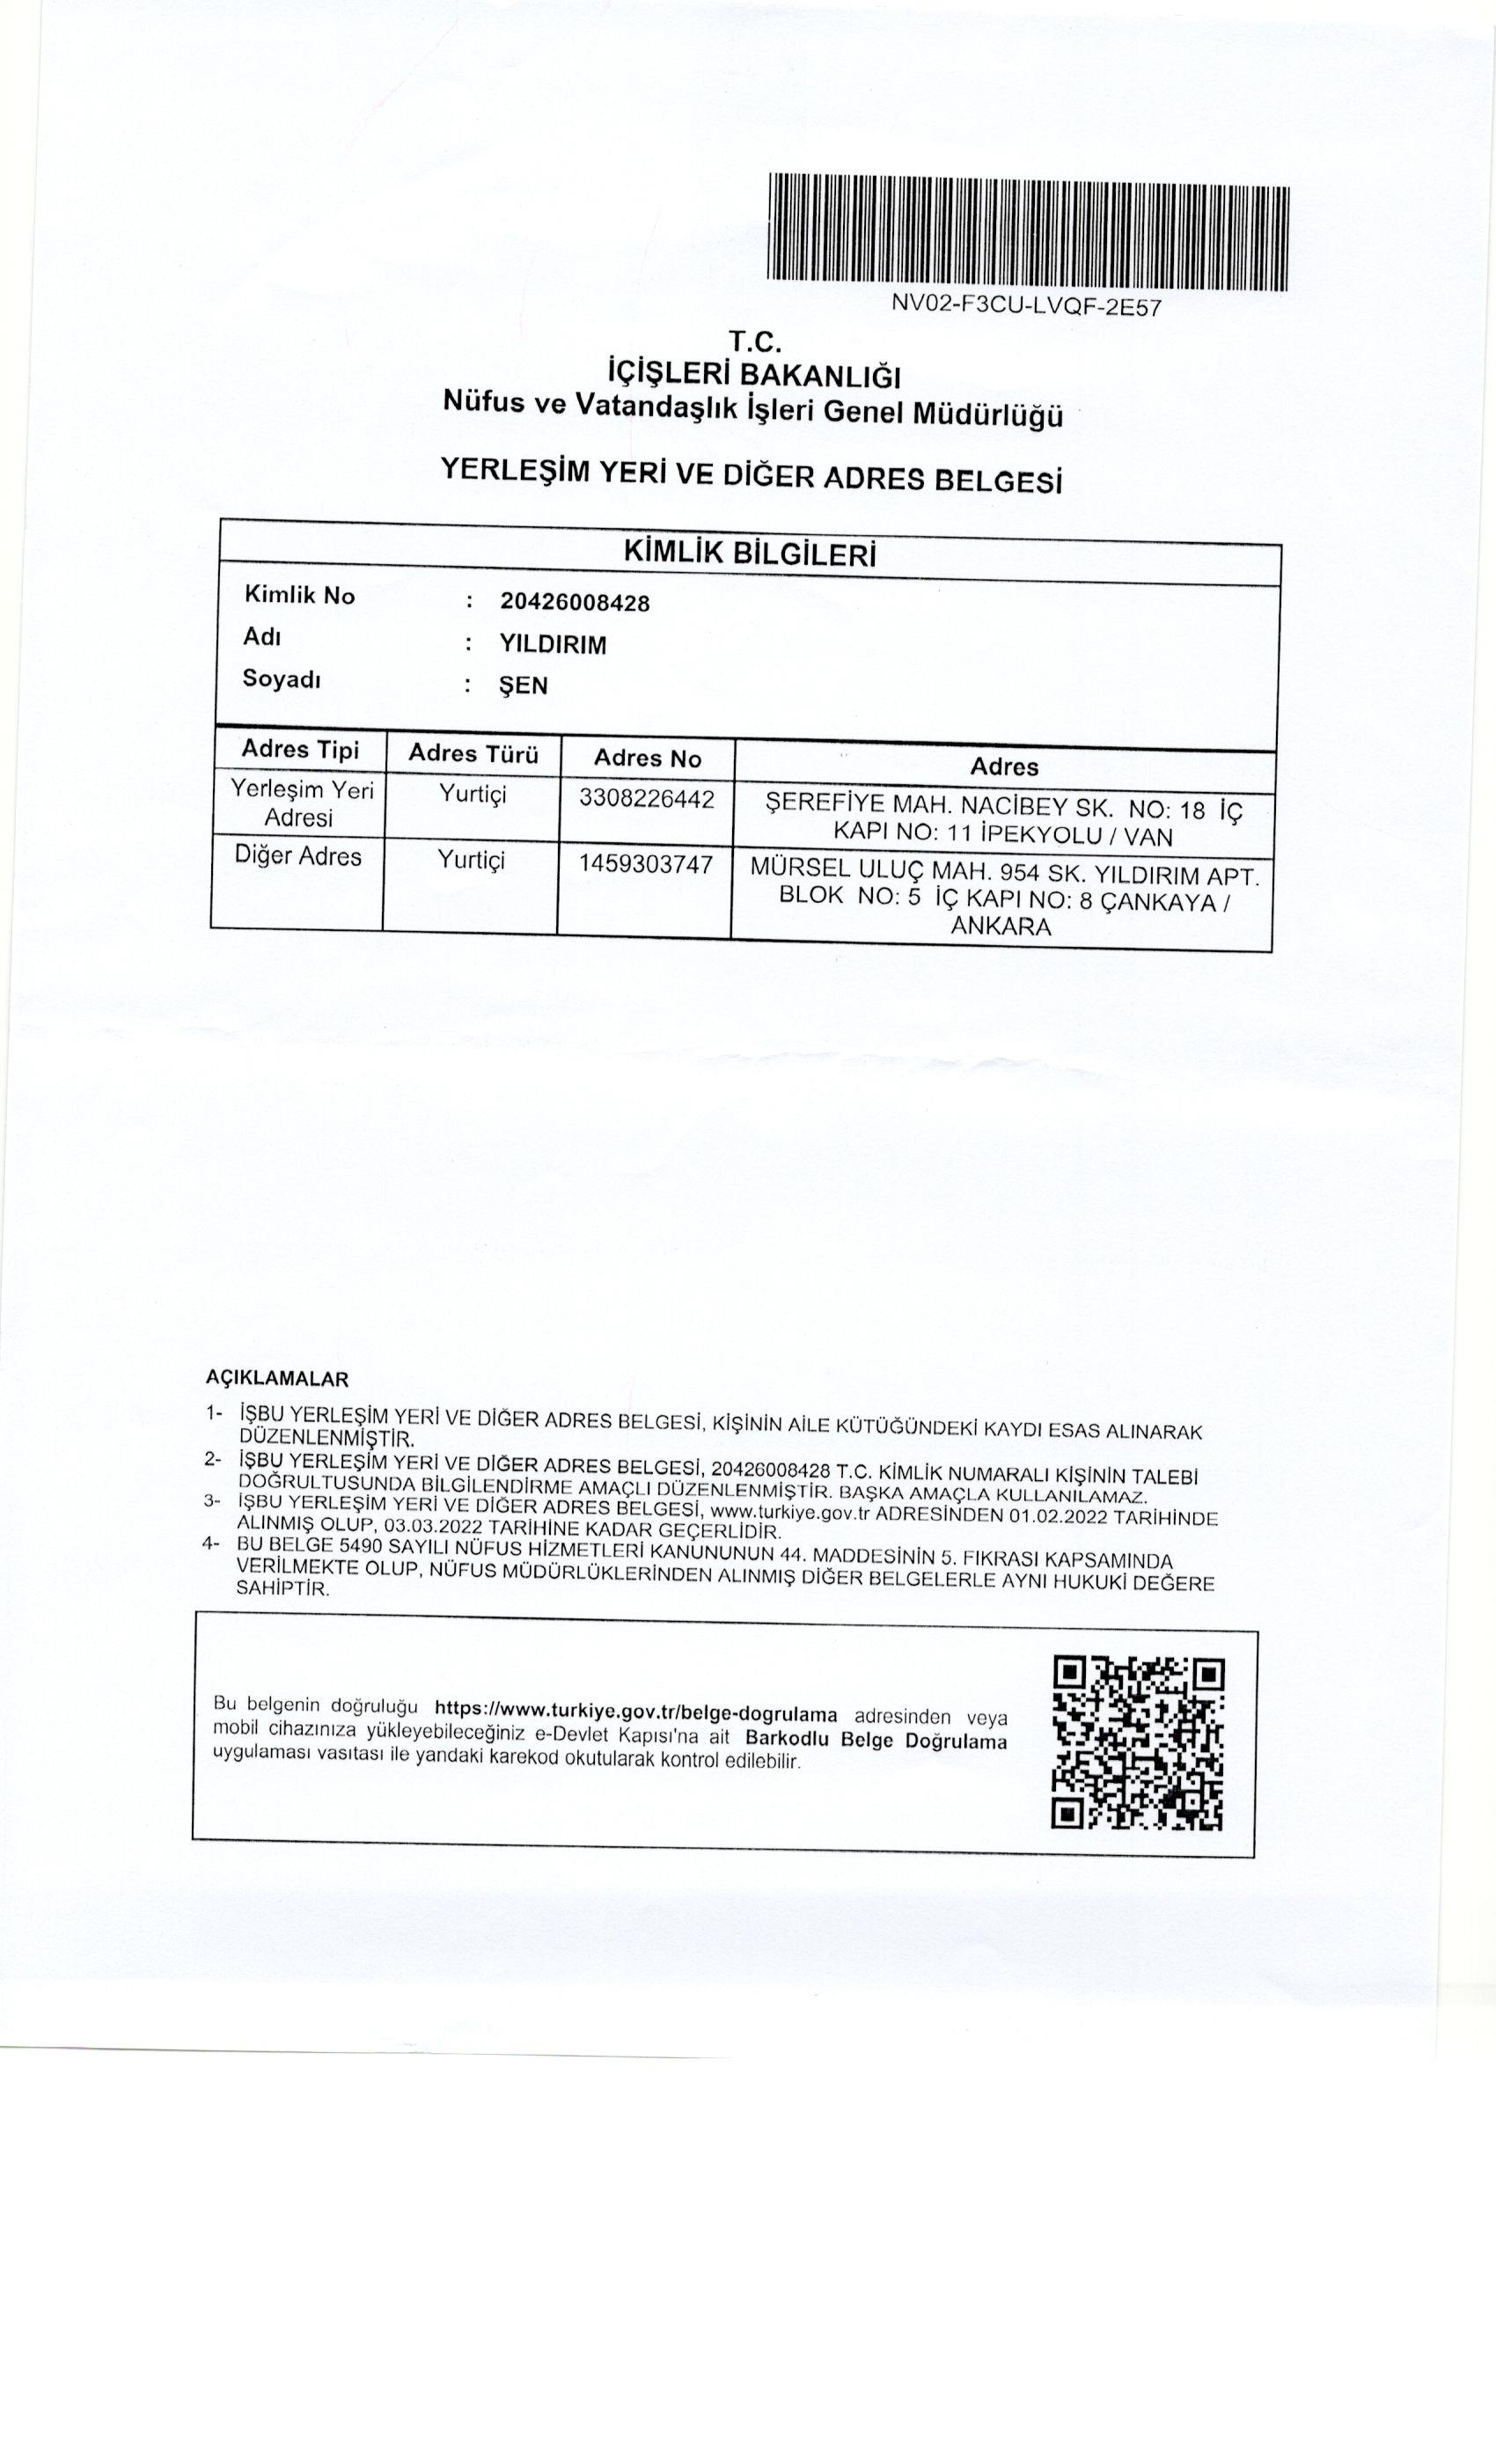 NV02-F3CU-LVQF-2E57
T.C.
İÇİŞLERİ BAKANLIĞI
Nüfus ve Vatandaşlık İşleri Genel Müdürlüğü
YERLEŞİM YERİ VE DİĞER ADRES BELGESİ
KİMLİK BİLGİLERİ
Kimlik No : 20426008428
Adı : YILDIRIM
Soyadı : ŞEN
Adres Tipi Adres Türü Adres No Adres
Yerleşim Yeri Adresi Yurtiçi 3308226442 ŞEREFİYE MAH. NACİBEY SK. NO: 18 İÇ
KAPI NO: 11 İPEKYOLU / VAN
Diğer Adres Yurtiçi 1459303747 MÜRSEL ULUÇ MAH. 954 SK. YILDIRIM APT.
BLOK NO: 5 İÇ KAPI NO: 8 ÇANKAYA /
ANKARA
AÇIKLAMALAR
1- İŞBU YERLEŞİM YERİ VE DİĞER ADRES BELGESİ, KİŞİNİN AİLE KÜTÜĞÜNDEKİ KAYDI ESAS ALINARAK
DÜZENLENMİŞTİR.
2- İŞBU YERLEŞİM YERİ VE DİĞER ADRES BELGESİ, 20426008428 T.C. KİMLİK NUMARALI KİŞİNİN TALEBİ
DOĞRULTUSUNDA BİLGİLENDİRME AMAÇLI DÜZENLENMİŞTİR. BAŞKA AMAÇLA KULLANILAMAZ.
3- İŞBU YERLEŞİM YERİ VE DİĞER ADRES BELGESİ, www.turkiye.gov.tr ADRESİNDEN 01.02.2022 TARİHİNDE
ALINMIŞ OLUP, 03.03.2022 TARİHİNE KADAR GEÇERLİDİR.
4- BU BELGE 5490 SAYILI NÜFUS HİZMETLERİ KANUNUNUN 44. MADDESİNİN 5. FIKRASI KAPSAMINDA
VERİLMEKTE OLUP, NÜFUS MÜDÜRLÜKLERİNDEN ALINMIŞ DİĞER BELGELERLE AYNI HUKUKİ DEĞERE
SAHİPTİR.
Bu belgenin doğruluğu https://www.turkiye.gov.tr/belge-dogrulama adresinden veya
mobil cihazınıza yükleyebileceğiniz e-Devlet Kapısı'na ait Barkodlu Belge Doğrulama
uygulaması vasıtası ile yandaki karekod okutularak kontrol edilebilir.